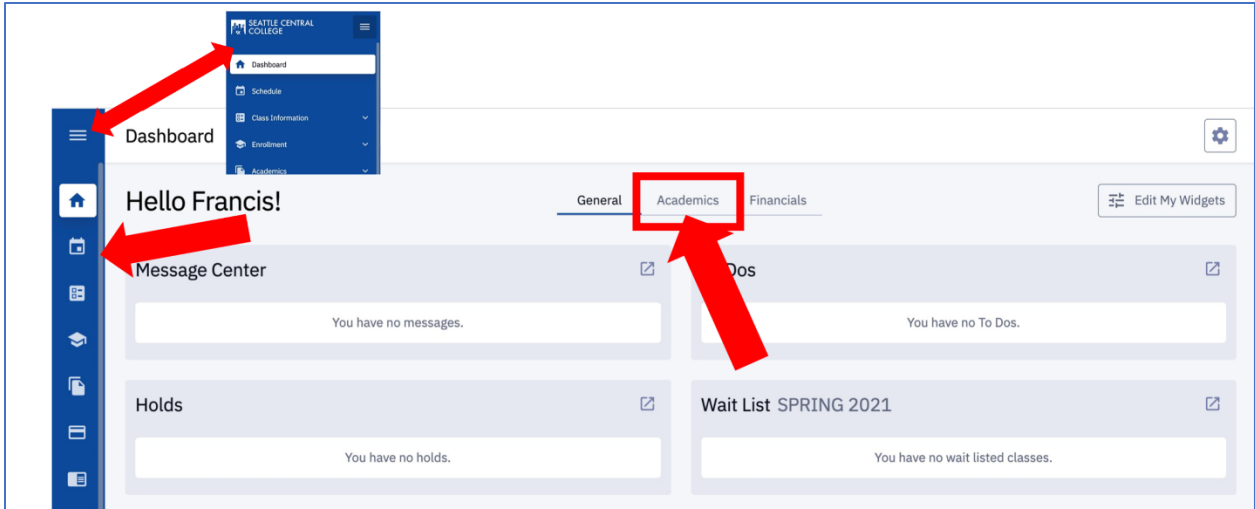 SEATTLE CENTRAL
COLLEGE
Dashboard
Schedule
Class Information
Enrollment
Academics
Dashboard
Hello Francis!
General Academics Financials
Edit My Widgets
Message Center
Dos
You have no messages.
You have no To Dos.
Holds
Wait List SPRING 2021
You have no holds.
You have no wait listed classes.